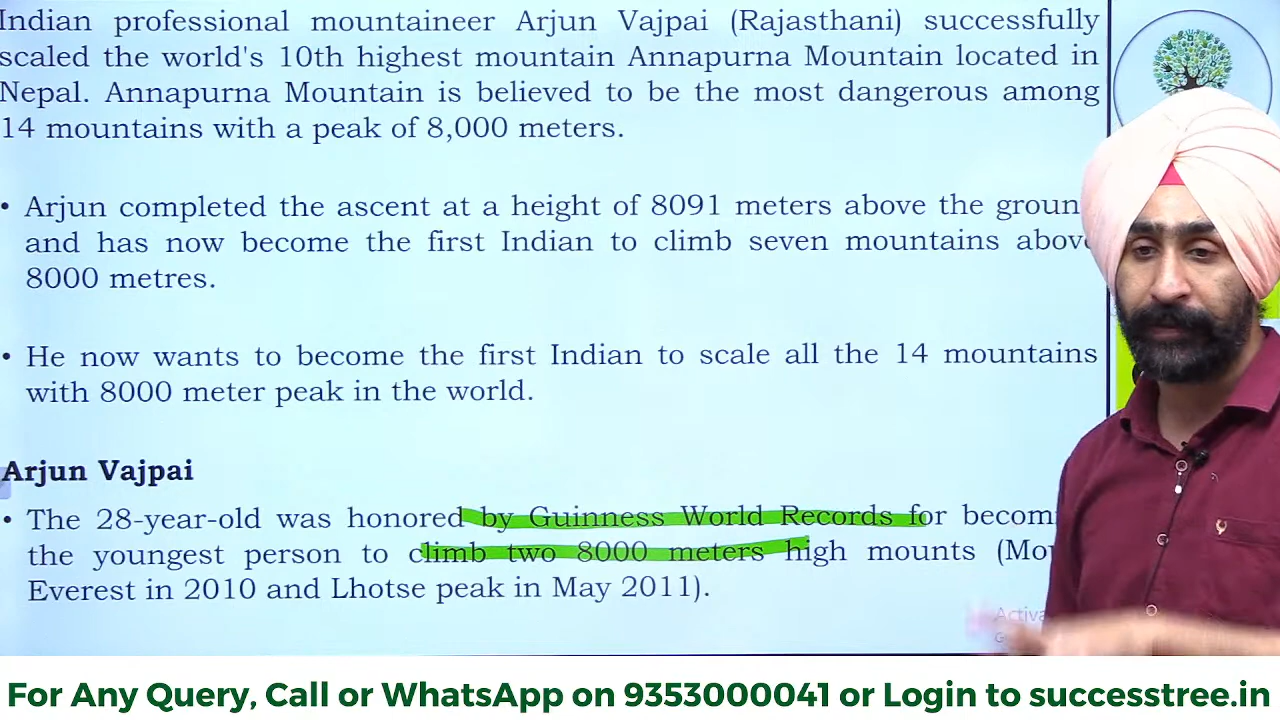 Indian professional mountaineer Arjun Vajpai (Rajasthani) successfully
scaled the world's 10th highest mountain Annapurna Mountain located in
Nepal. Annapurna Mountain is believed to be the most dangerous among
14 mountains with a peak of 8,000 meters.
• Arjun completed the ascent at a height of 8091 meters above the groun
and has now become the first Indian to climb seven mountains above
8000 metres.
• He now wants to become the first Indian to scale all the 14 mountains
with 8000 meter peak in the world.
Arjun Vajpai
• The 28-year-old was honored by Guinness World Records for becom
the youngest person to climb two 8000 meters high mounts (Mou
Everest in 2010 and Lhotse peak in May 2011).
Activa
For Any Query, Call or WhatsApp on 9353000041 or Login to successtree.in